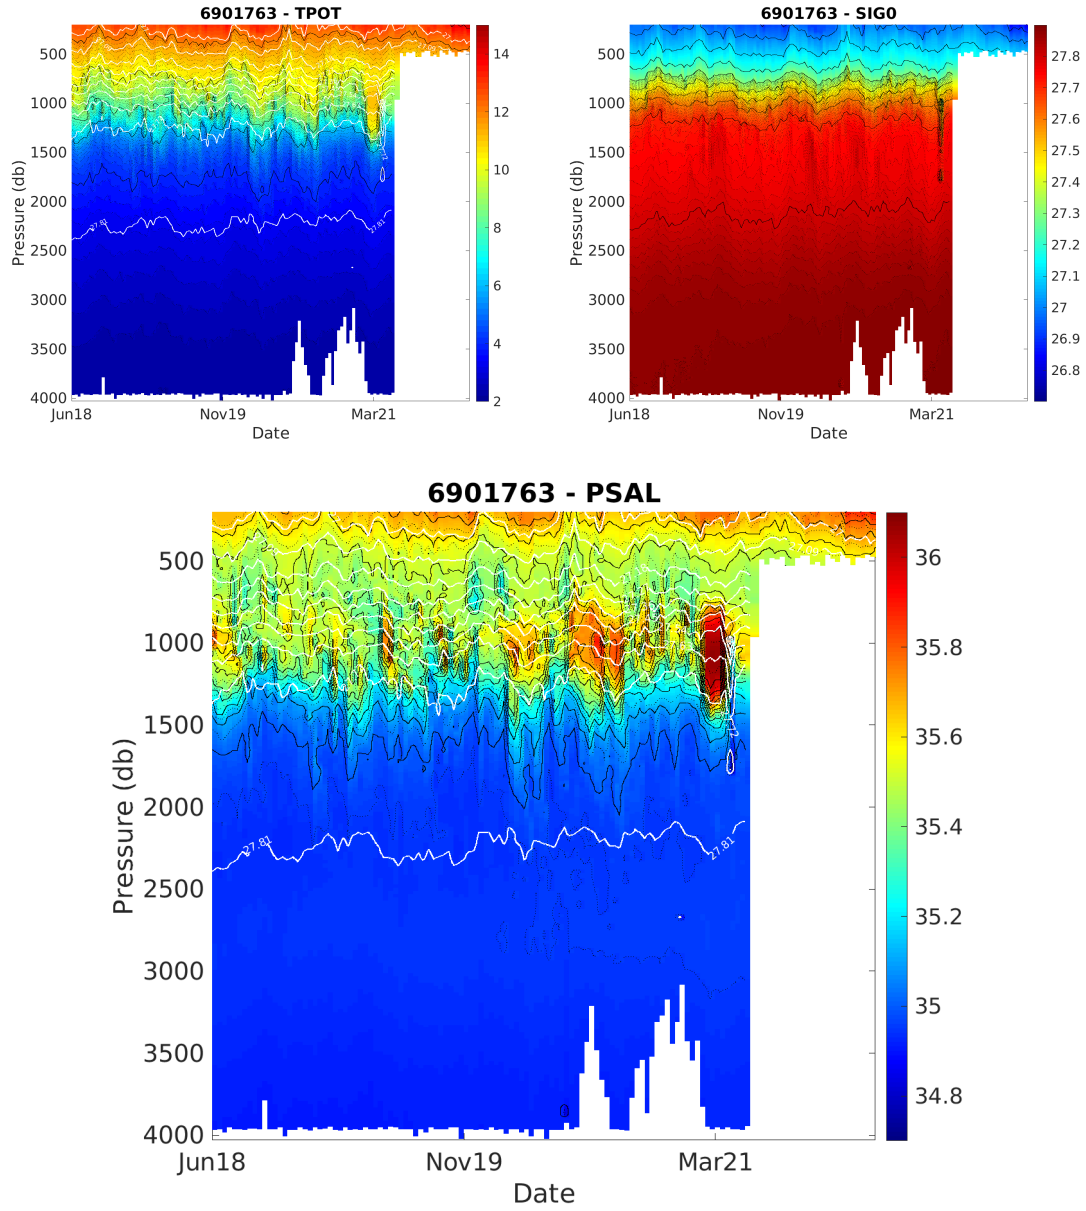 6901763 - TPOT
500
1000
1500
2000
2500
3000
3500
4000
Pressure (db)
Jun18
Nov19
Mar21
Date
14
12
10
8
6
4
2
27.81
27.81
6901763 - SIG0
500
1000
1500
2000
2500
3000
3500
4000
Pressure (db)
Jun18
Nov19
Mar21
Date
27.8
27.7
27.6
27.5
27.4
27.3
27.2
27.1
27
26.9
26.8
6901763 - PSAL
500
1000
1500
2000
2500
3000
3500
4000
Pressure (db)
Jun18
Nov19
Mar21
Date
27.81
27.81
36
35.8
35.6
35.4
35.2
35
34.8